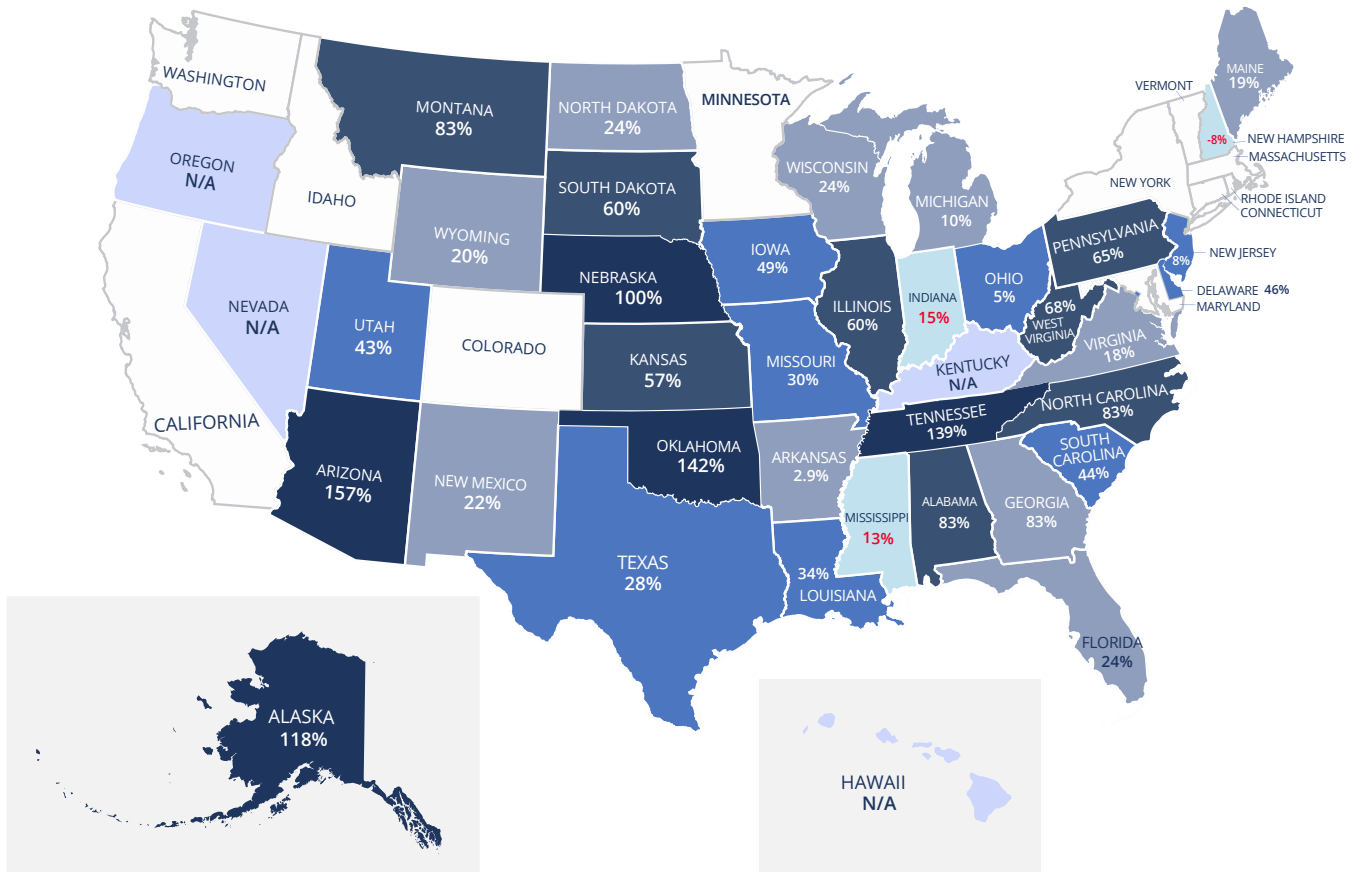 WASHINGTON
MONTANA
83%
NORTH DAKOTA
24%
MINNESOTA
VERMONT
MAINE
19%
OREGON
N/A
IDAHO
WYOMING
20%
SOUTH DAKOTA
60%
WISCONSIN
24%
MICHIGAN
10%
NEW YORK
-8%
NEW HAMPSHIRE
MASSACHUSETTS
RHODE ISLAND
CONNECTICUT
NEVADA
N/A
UTAH
43%
COLORADO
NEBRASKA
100%
IOWA
49%
ILLINOIS
60%
INDIANA
15%
OHIO
5%
PENNSYLVANIA
65%
8%
NEW JERSEY
DELAWARE 46%
MARYLAND
68%
WEST
VIRGINIA
VIRGINIA
18%
CALIFORNIA
KANSAS
57%
MISSOURI
30%
KENTUCKY
N/A
ARIZONA
157%
NEW MEXICO
22%
OKLAHOMA
142%
ARKANSAS
2.9%
TENNESSEE
139%
NORTH CAROLINA
83%
SOUTH
CAROLINA
44%
TEXAS
28%
34%
LOUISIANA
MISSISSIPPI
13%
ALABAMA
83%
GEORGIA
83%
FLORIDA
24%
ALASKA
118%
HAWAII
N/A